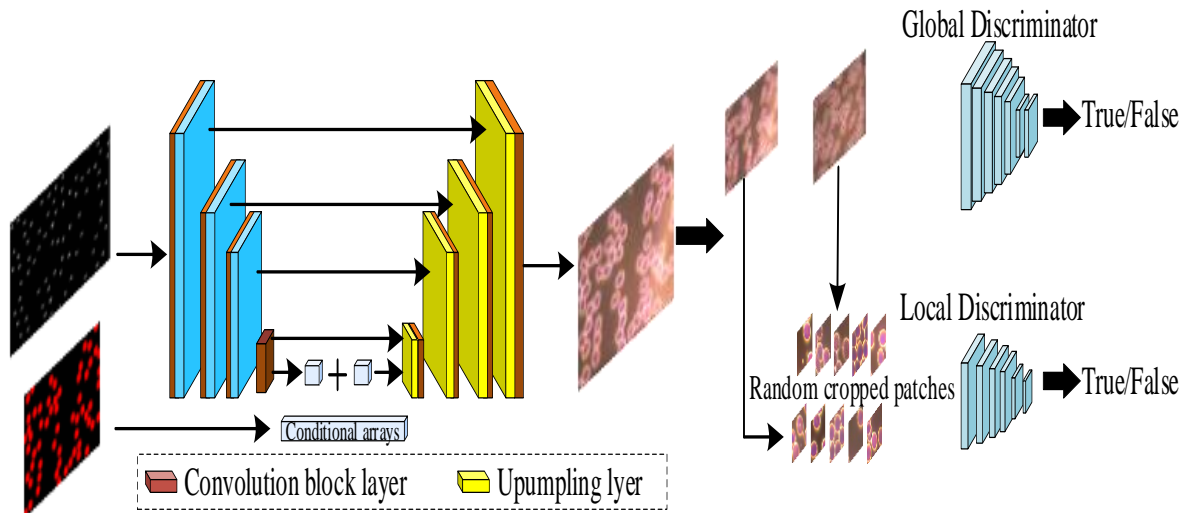 Global Discriminator
True/False
Local Discriminator
Random cropped patches
True/False
Conditional arrays
Convolution block layer
Upumpling lyer